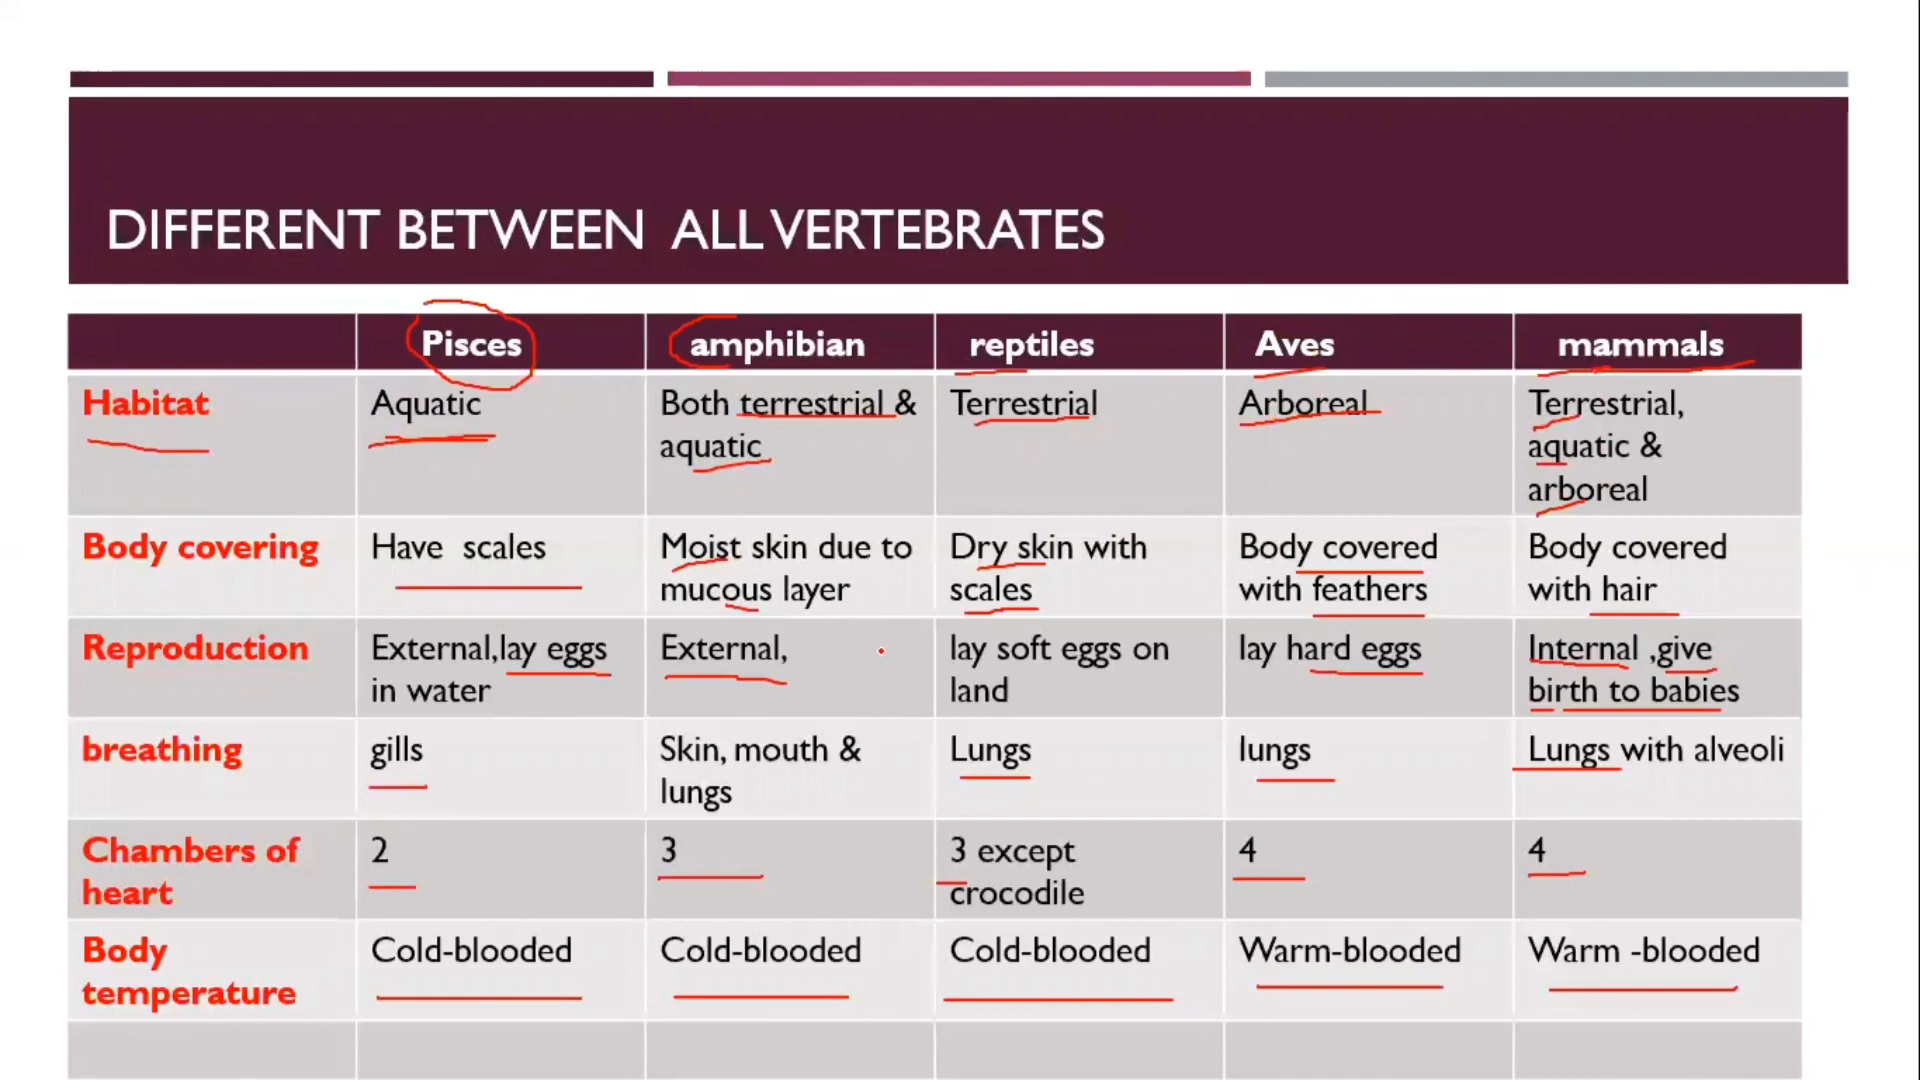 DIFFERENT BETWEEN ALL VERTEBRATES
Pisces amphibian reptiles Aves mammals
Habitat Aquatic Both terrestrial & Terrestrial Arboreal Terrestrial,
aquatic aquatic &
arboreal
Body covering Have scales Moist skin due to Dry skin with Body covered Body covered
mucous layer scales with feathers with hair
Reproduction External,lay eggs External, lay soft eggs on lay hard eggs Internal ,give
in water land birth to babies
breathing gills Skin, mouth & Lungs lungs Lungs with alveoli
lungs
Chambers of 2 3 3 except 4 4
heart crocodile
Body Cold-blooded Cold-blooded Cold-blooded Warm-blooded Warm -blooded
temperature